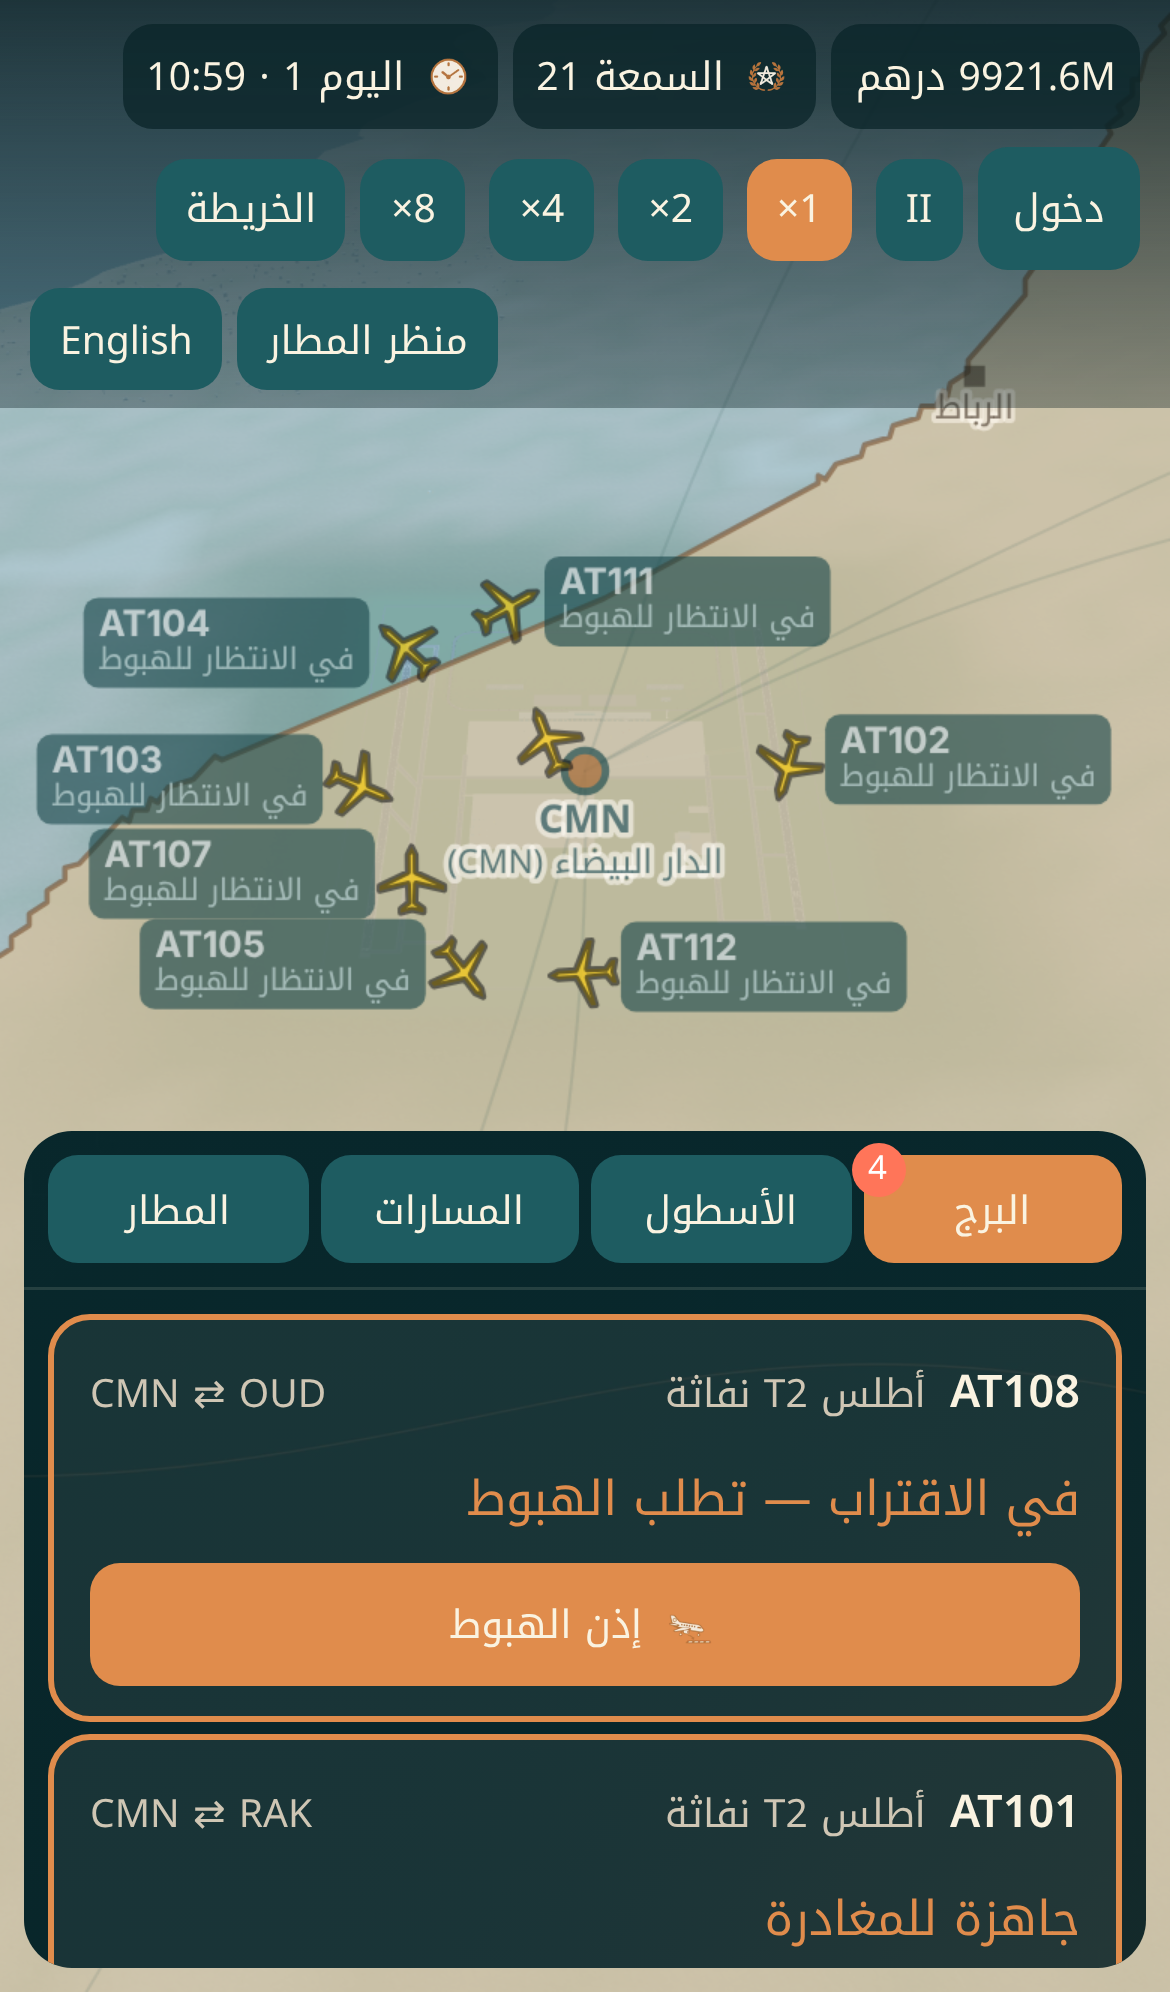 9921.6M درهم
السمعة 21
اليوم 1 · 10:59
دخول
II
×1
×2
×4
×8
الخريطة
منظر المطار
English
الرباط
AT111
في الانتظار للهبوط
AT104
في الانتظار للهبوط
AT102
في الانتظار للهبوط
AT103
في الانتظار للهبوط
CMN
الدار البيضاء (CMN)
AT107
في الانتظار للهبوط
AT105
في الانتظار للهبوط
AT112
في الانتظار للهبوط
البرج
4
الأسطول
المسارات
المطار
AT108 أطلس T2 نفاثة
CMN ⇄ OUD
في الاقتراب — تطلب الهبوط
إذن الهبوط
AT101 أطلس T2 نفاثة
CMN ⇄ RAK
جاهزة للمغادرة